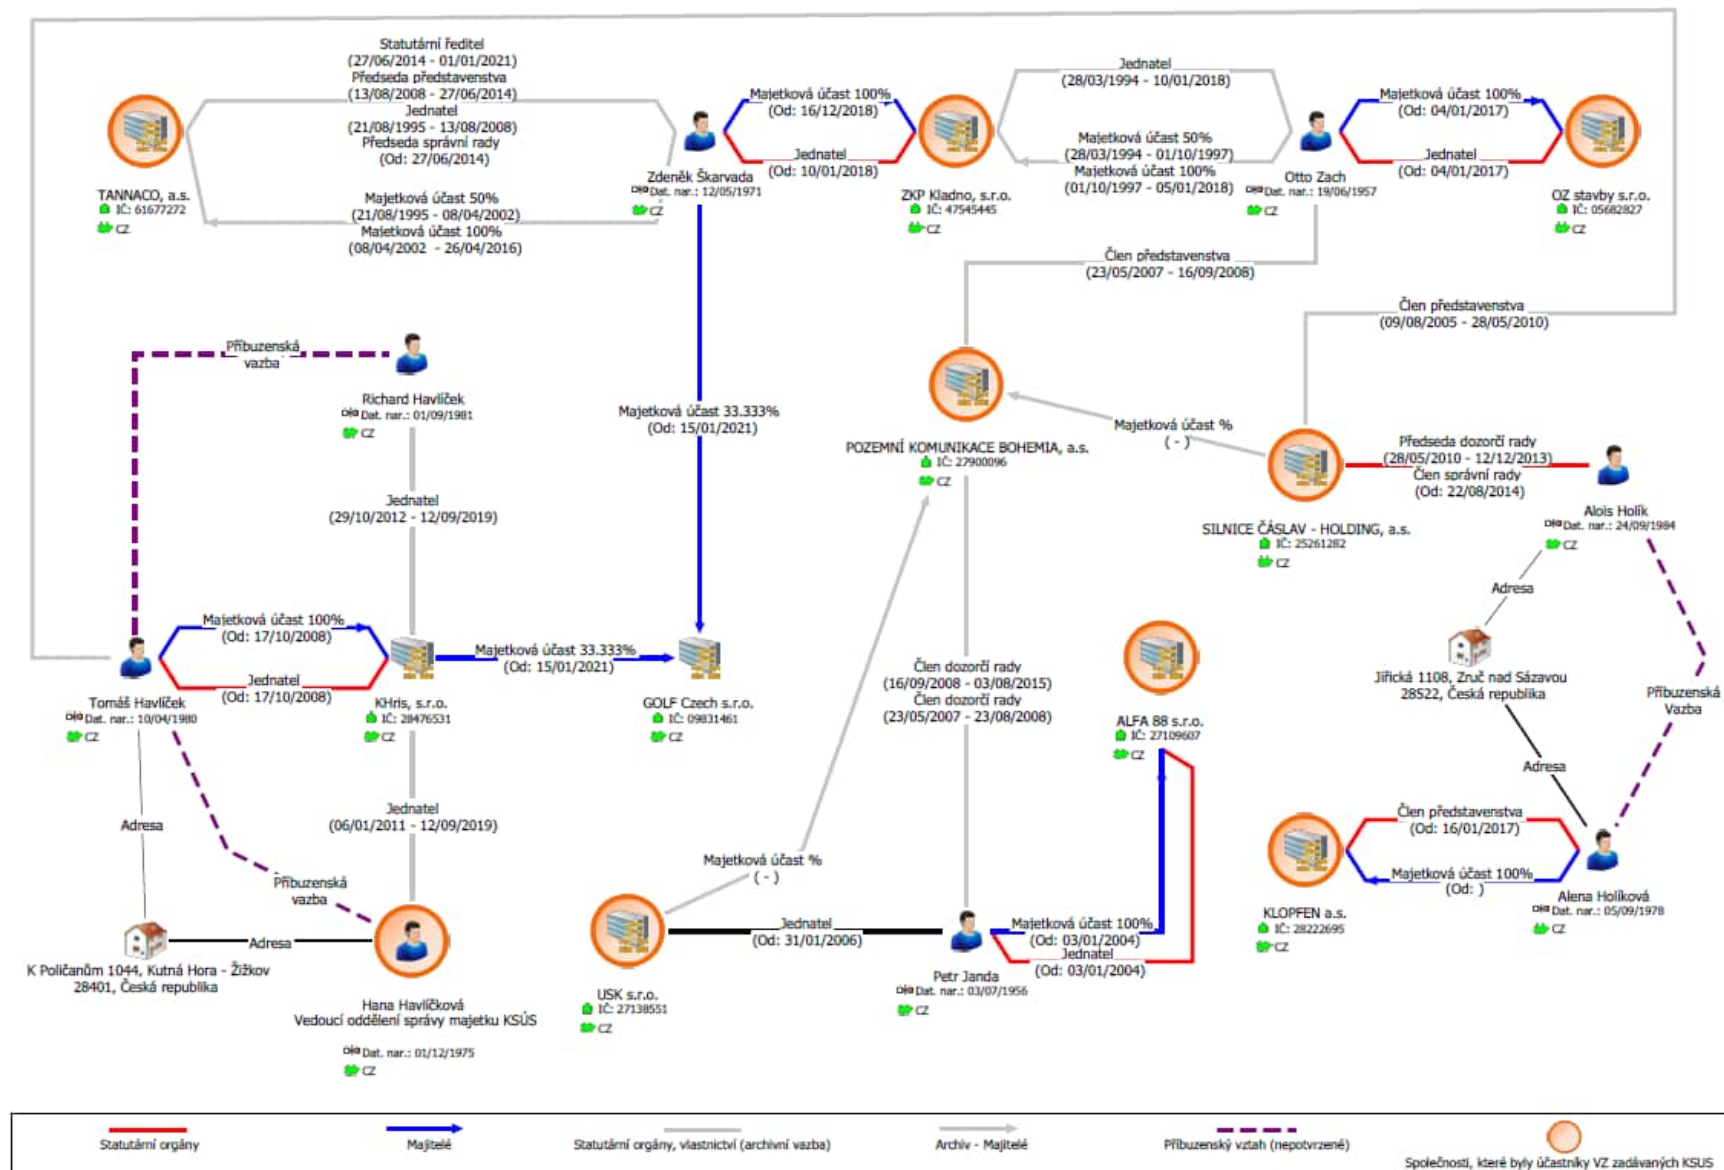 Statutární ředitel
(27/06/2014 - 01/01/2021)
Předseda představenstva
(13/08/2008 - 27/06/2014)
Jednatel
(21/08/1995 - 13/08/2008)
Předseda správní rady
(Od: 27/06/2014)
Majetková účast 50%
(21/08/1995 - 08/04/2002)
Majetková účast 100%
(08/04/2002 - 26/04/2016)
TANNACO, a.s.
IČ: 61677272
CZ
Zdeněk Škarvada
Dat. nar.: 12/05/1971
CZ
Majetková účast 100%
(Od: 16/12/2018)
Jednatel
(Od: 10/01/2018)
ZKP Kladno, s.r.o.
IČ: 47545445
CZ
Jednatel
(28/03/1994 - 10/01/2018)
Majetková účast 50%
(28/03/1994 - 01/10/1997)
Majetková účast 100%
(01/10/1997 - 05/01/2018)
Otto Zach
Dat. nar.: 19/06/1957
CZ
Majetková účast 100%
(Od: 04/01/2017)
Jednatel
(Od: 04/01/2017)
OZ stavby s.r.o.
IČ: 05682827
CZ
Člen představenstva
(23/05/2007 - 16/09/2008)
Člen představenstva
(09/08/2005 - 28/05/2010)
Příbuzenská
vazba
Richard Havlíček
Dat. nar.: 01/09/1981
CZ
Majetková účast 33.333%
(Od: 15/01/2021)
POZEMNÍ KOMUNIKACE BOHEMIA, a.s.
IČ: 27900096
CZ
Majetková účast %
( - )
Předseda dozorčí rady
(28/05/2010 - 12/12/2013)
Člen správní rady
(Od: 22/08/2014)
SILNICE ČÁSLAV - HOLDING, a.s.
IČ: 25261282
CZ
Alois Holík
Dat. nar.: 24/09/1984
CZ
Jednatel
(29/10/2012 - 12/09/2019)
Adresa
Majetková účast 100%
(Od: 17/10/2008)
Jednatel
(Od: 17/10/2008)
Tomáš Havlíček
Dat. nar.: 10/04/1980
CZ
KHris, s.r.o.
IČ: 28476531
CZ
Majetková účast 33.333%
(Od: 15/01/2021)
GOLF Czech s.r.o.
IČ: 09831461
CZ
Člen dozorčí rady
(16/09/2008 - 03/08/2015)
Člen dozorčí rady
(23/05/2007 - 23/08/2008)
ALFA 88 s.r.o.
IČ: 27109607
CZ
Jiřická 1108, Zruč nad Sázavou
28522, Česká republika
Příbuzenská
Vazba
Adresa
Adresa
Jednatel
(06/01/2011 - 12/09/2019)
Příbuzenská
vazba
Majetková účast %
( - )
Člen představenstva
(Od: 16/01/2017)
Majetková účast 100%
(Od: )
KLOPFEN a.s.
IČ: 28222695
CZ
Alena Holíková
Dat. nar.: 05/09/1978
CZ
Adresa
K Poličanům 1044, Kutná Hora - Žižkov
28401, Česká republika
Hana Havlíčková
Vedoucí oddělení správy majetku KSÚS
Dat. nar.: 01/12/1975
CZ
USK s.r.o.
IČ: 27138551
CZ
Jednatel
(Od: 31/01/2006)
Petr Janda
Dat. nar.: 03/07/1956
CZ
Majetková účast 100%
(Od: 03/01/2004)
Jednatel
(Od: 03/01/2004)
Statutární orgány
Majitelé
Statutární orgány, vlastnictví (archivní vazba)
Archiv - Majitelé
Příbuzenský vztah (nepotvrzené)
Společnosti, které byly účastníky VZ zadávaných KSUS